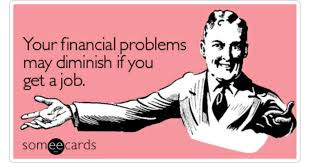 Your financial problems
may diminish if you
get a job.
someecards